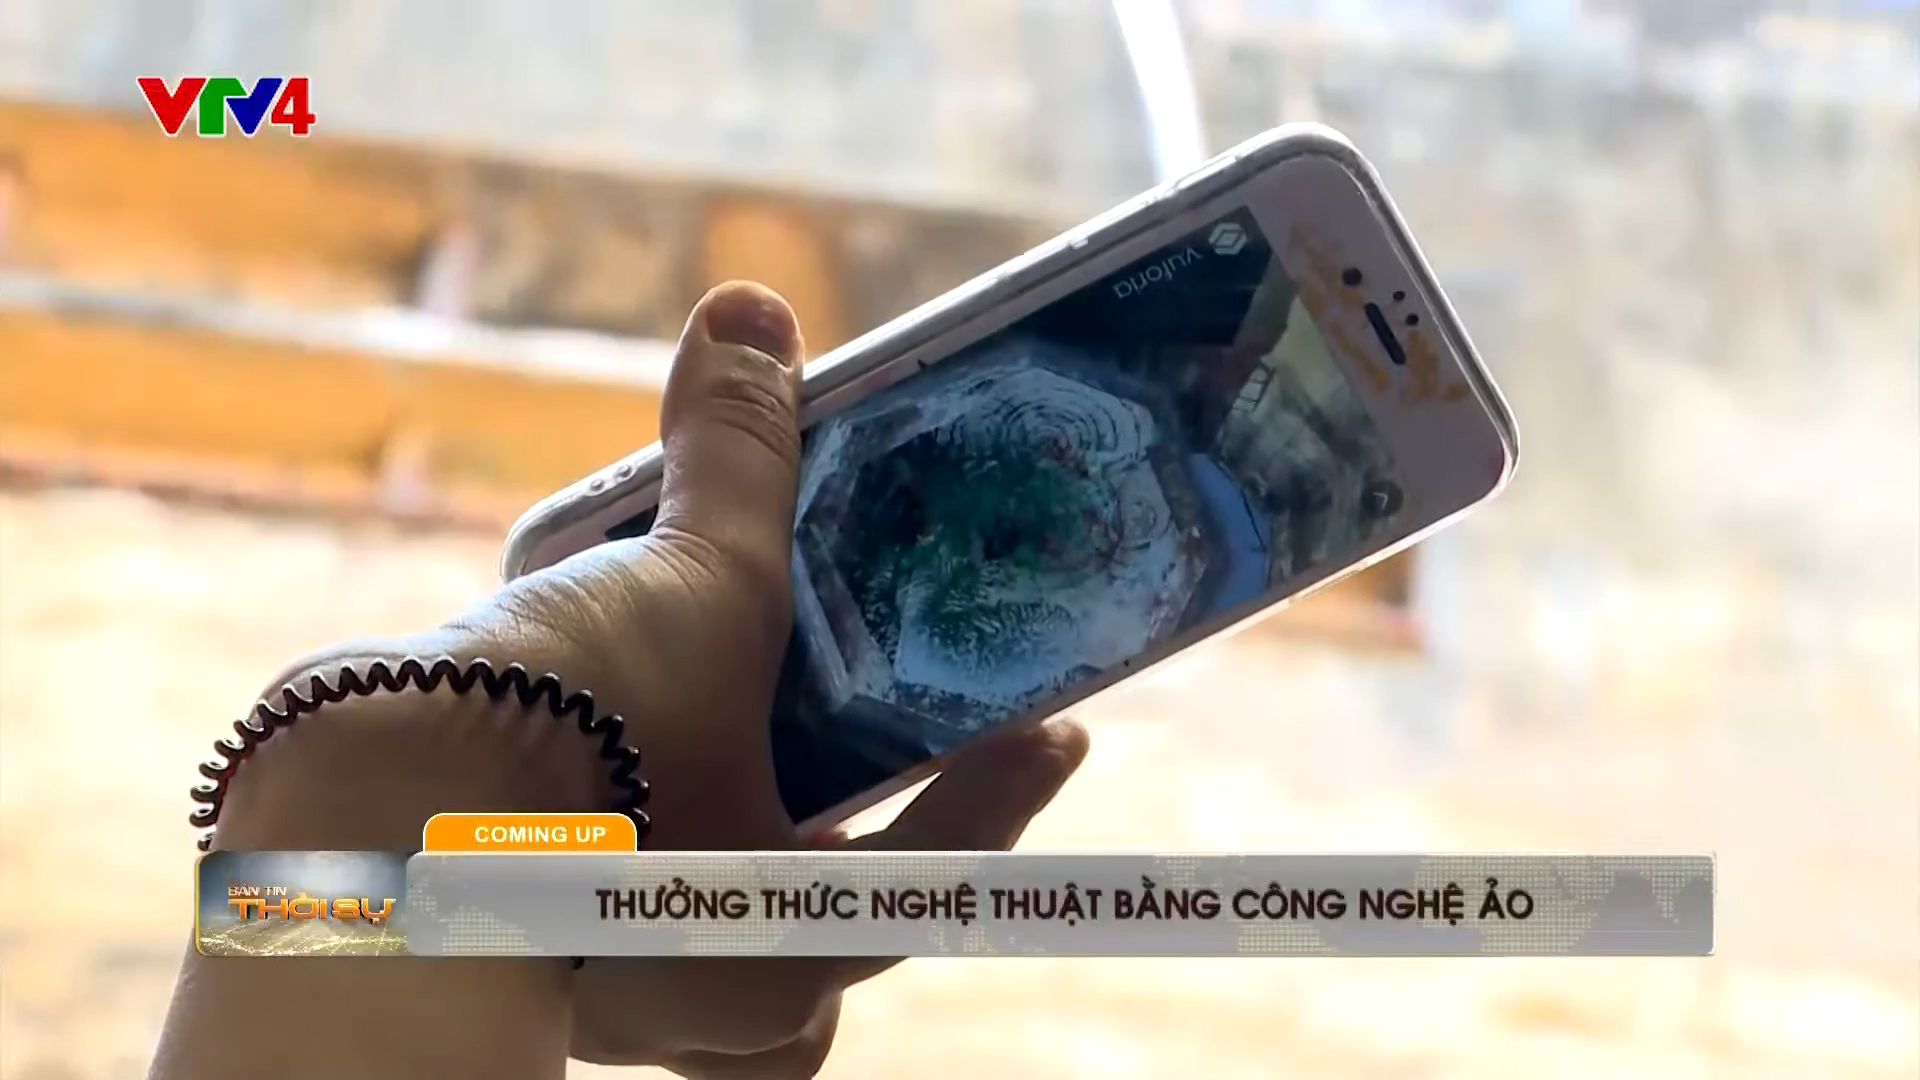 VTV4
vuforia
COMING UP
BẢN TIN
THỜI SỰ
THƯỞNG THỨC NGHỆ THUẬT BẰNG CÔNG NGHỆ ẢO